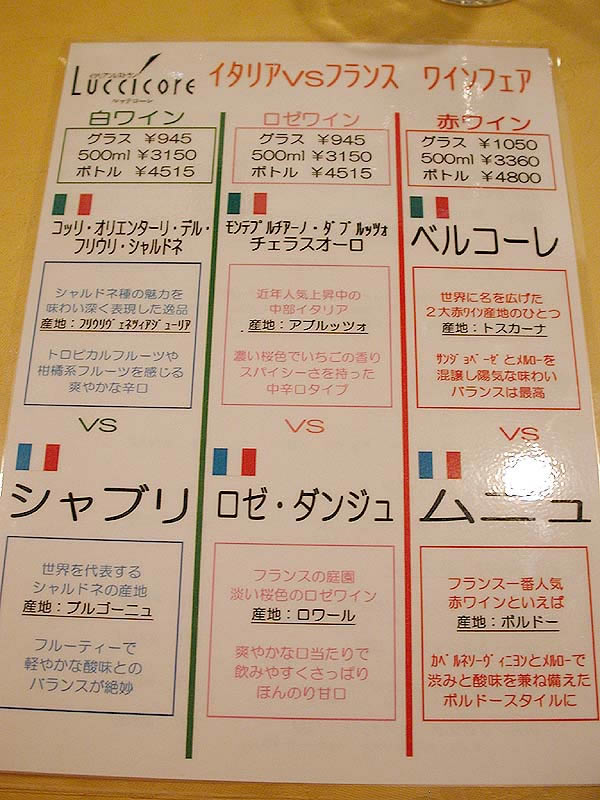 イタリアンレストラン
Luccicore
ルッチコーレ
イタリアVSフランス ワインフェア
白ワイン
グラス ¥945
500ml ¥3150
ボトル ¥4515
コッリ・オリエンターリ・デル・
フリウリ・シャルドネ
シャルドネ種の魅力を
味わい深く表現した逸品
産地：フリウリヴェネツィアジューリア
トロピカルフルーツや
柑橘系フルーツを感じる
爽やかな辛口
VS
シャブリ
世界を代表する
シャルドネの産地
産地：ブルゴーニュ
フルーティーで
軽やかな酸味との
バランスが絶妙
ロゼワイン
グラス ¥945
500ml ¥3150
ボトル ¥4515
モンテプルチアーノ・ダブルッツォ
チェラスオーロ
近年人気上昇中の
中部イタリア
産地：アブルッツォ
濃い桜色でいちごの香り
スパイシーさを持った
中辛口タイプ
VS
ロゼ・ダンジュ
フランスの庭園
淡い桜色のロゼワイン
産地：ロワール
爽やかな口当たりで
飲みやすくさっぱり
ほんのり甘口
赤ワイン
グラス ¥1050
500ml ¥3360
ボトル ¥4800
ベルコーレ
世界に名を広げた
２大赤ワイン産地のひとつ
産地：トスカーナ
サンジョベーゼとメルローを
混醸し陽気な味わい
バランスは最高
VS
ムニュ
フランス一番人気
赤ワインといえば
産地：ボルドー
カベルネソーヴィニヨンとメルローで
渋みと酸味を兼ね備えた
ボルドースタイルに